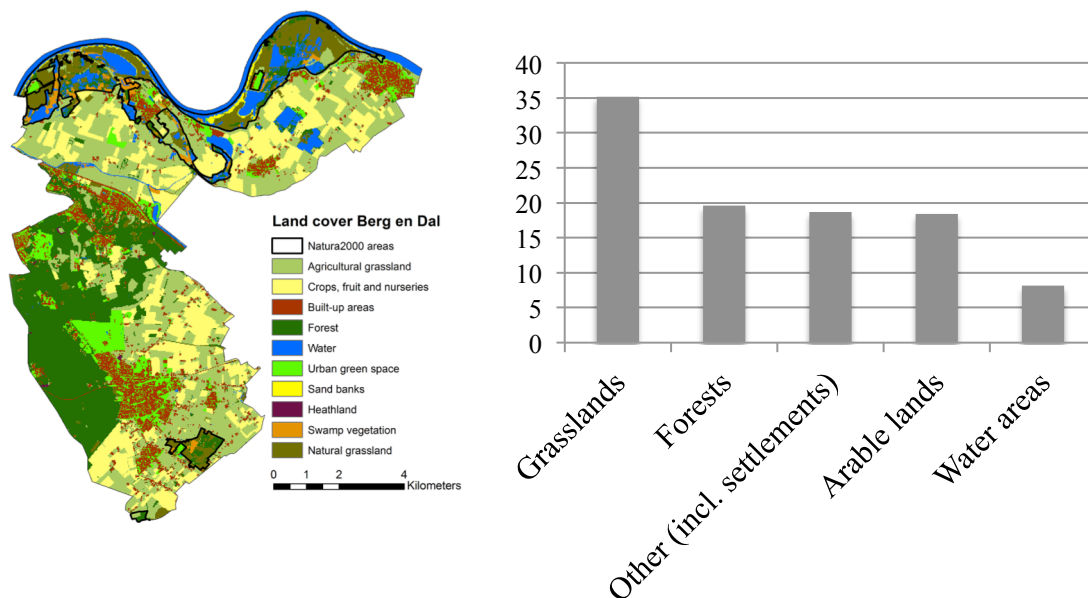 Land cover Berg en Dal
Natura2000 areas
Agricultural grassland
Crops, fruit and nurseries
Built-up areas
Forest
Water
Urban green space
Sand banks
Heathland
Swamp vegetation
Natural grassland
0 1 2 4
Kilometers
40
35
30
25
20
15
10
5
0
Grasslands
Forests
Other (incl. settlements)
Arable lands
Water areas